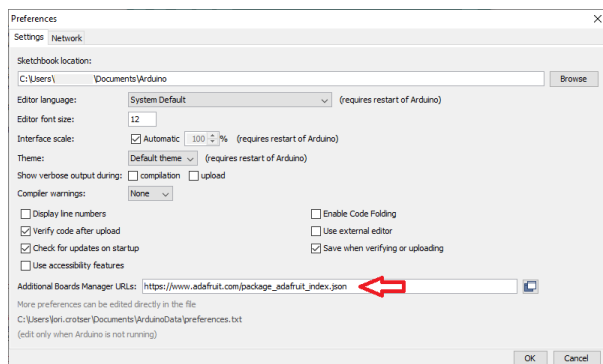 Preferences
Settings Network
Sketchbook location:
C:\Users\ \Documents\Arduino Browse
Editor language: System Default (requires restart of Arduino)
Editor font size: 12
Interface scale: Automatic 100 % (requires restart of Arduino)
Theme: Default theme (requires restart of Arduino)
Show verbose output during: compilation upload
Compiler warnings: None
Display line numbers Enable Code Folding
Verify code after upload Use external editor
Check for updates on startup Save when verifying or uploading
Use accessibility features
Additional Boards Manager URLs: https://www.adafruit.com/package_adafruit_index.json
More preferences can be edited directly in the file
C:\Users\lori.crotser\Documents\ArduinoData\preferences.txt
(edit only when Arduino is not running)
OK Cancel